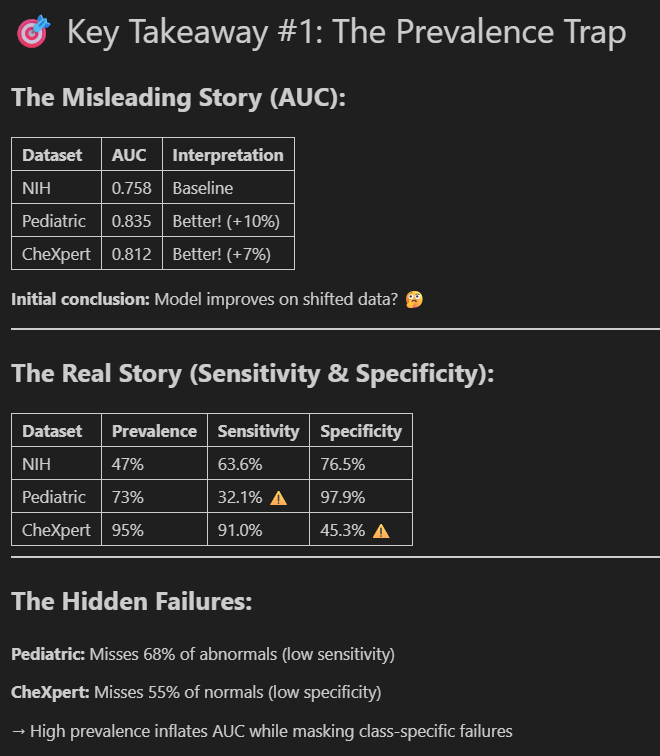 🎯 Key Takeaway #1: The Prevalence Trap
The Misleading Story (AUC):
Dataset AUC Interpretation
NIH 0.758 Baseline
Pediatric 0.835 Better! (+10%)
CheXpert 0.812 Better! (+7%)
Initial conclusion: Model improves on shifted data? 🤔
The Real Story (Sensitivity & Specificity):
Dataset Prevalence Sensitivity Specificity
NIH 47% 63.6% 76.5%
Pediatric 73% 32.1% ⚠️ 97.9%
CheXpert 95% 91.0% 45.3% ⚠️
The Hidden Failures:
Pediatric: Misses 68% of abnormals (low sensitivity)
CheXpert: Misses 55% of normals (low specificity)
→ High prevalence inflates AUC while masking class-specific failures